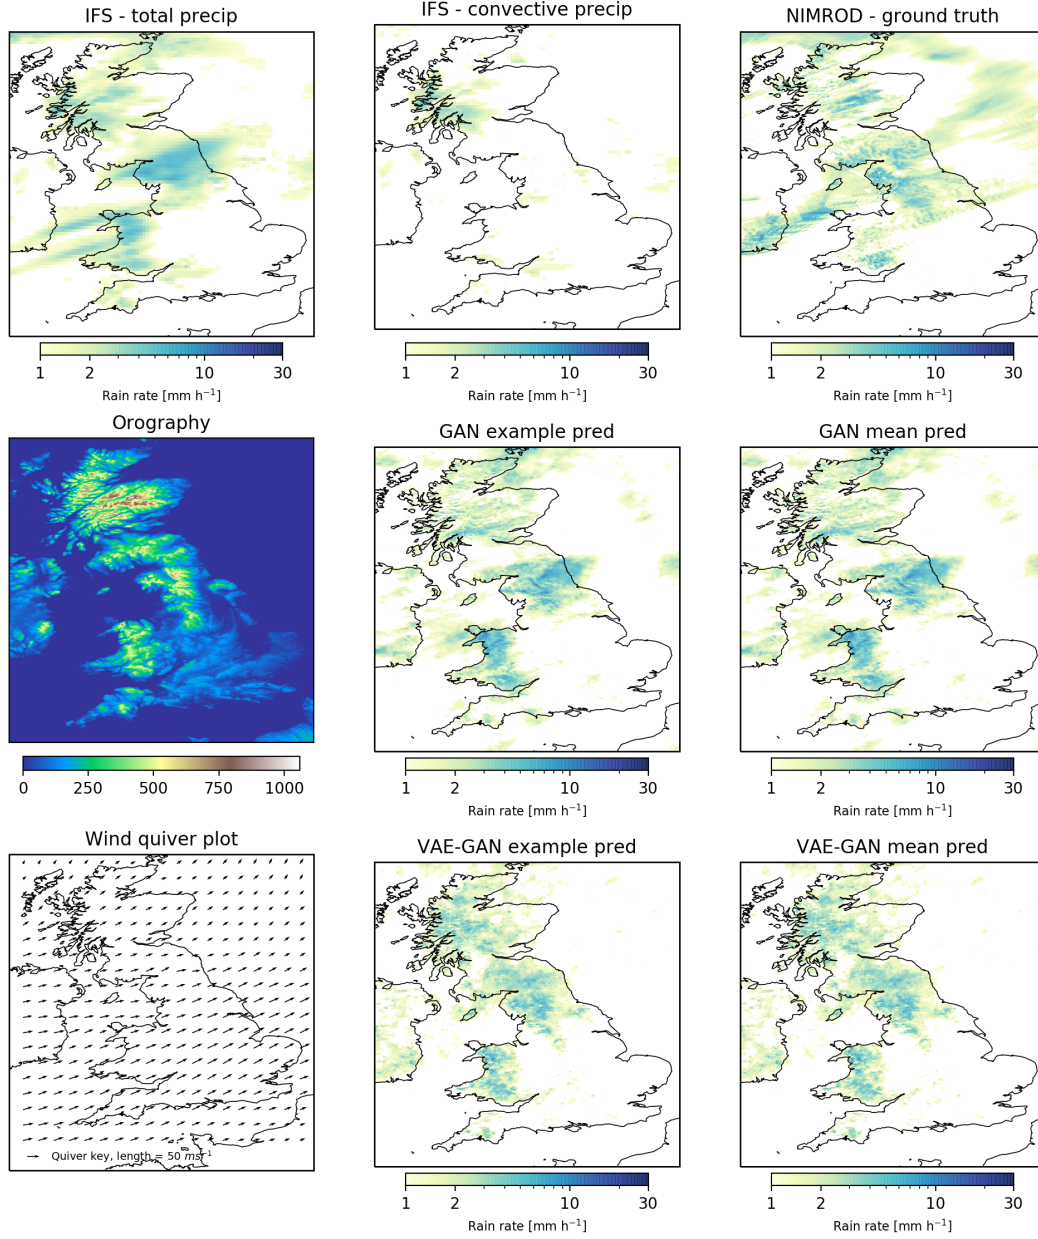 IFS - total precip
IFS - convective precip
NIMROD - ground truth
1 2 10 30
Rain rate [mm h⁻¹]
1 2 10 30
Rain rate [mm h⁻¹]
1 2 10 30
Rain rate [mm h⁻¹]
Orography
GAN example pred
GAN mean pred
0 250 500 750 1000
1 2 10 30
Rain rate [mm h⁻¹]
1 2 10 30
Rain rate [mm h⁻¹]
Wind quiver plot
VAE-GAN example pred
VAE-GAN mean pred
Quiver key, length = 50 ms⁻¹
1 2 10 30
Rain rate [mm h⁻¹]
1 2 10 30
Rain rate [mm h⁻¹]